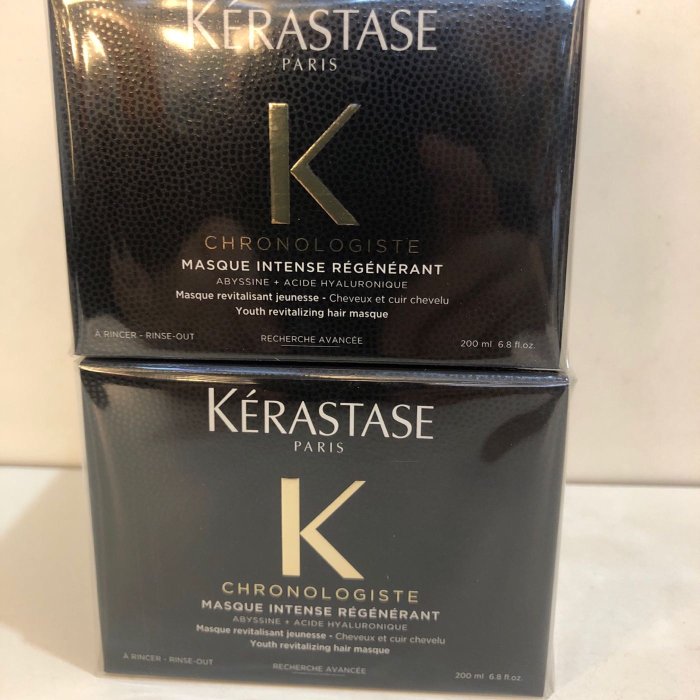 KÉRASTASE
PARIS
K
CHRONOLOGISTE
MASQUE INTENSE RÉGÉNÉRANT
ABYSSINE + ACIDE HYALURONIQUE
Masque revitalisant jeunesse - Cheveux et cuir chevelu
Youth revitalizing hair masque
À RINCER - RINSE-OUT
RECHERCHE AVANCÉE
200 ml 6.8 fl.oz.
KÉRASTASE
PARIS
K
CHRONOLOGISTE
MASQUE INTENSE RÉGÉNÉRANT
ABYSSINE + ACIDE HYALURONIQUE
Masque revitalisant jeunesse - Cheveux et cuir chevelu
Youth revitalizing hair masque
À RINCER - RINSE-OUT
RECHERCHE AVANCÉE
200 ml 6.8 fl.oz.